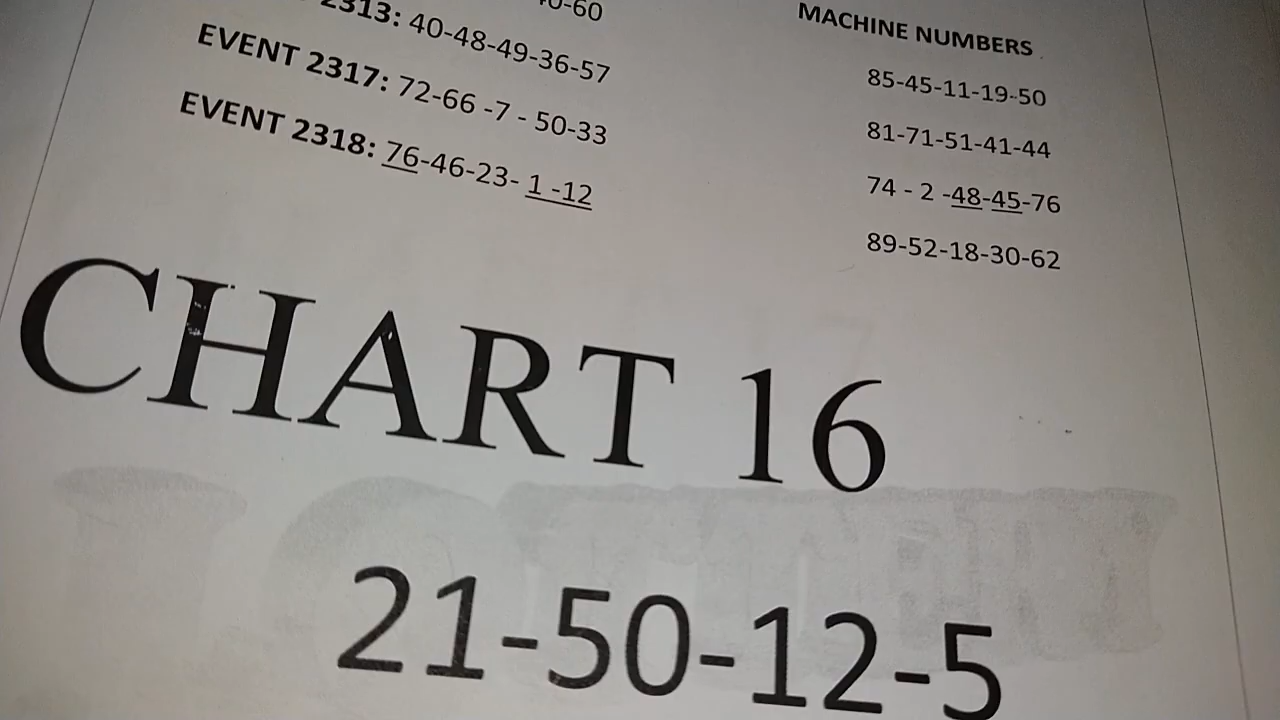 0-60
2313: 40-48-49-36-57
EVENT 2317: 72-66 -7 - 50-33
EVENT 2318: 76-46-23- 1 -12
MACHINE NUMBERS
85-45-11-19-50
81-71-51-41-44
74 - 2 -48-45-76
89-52-18-30-62
CHART 16
21-50-12-5